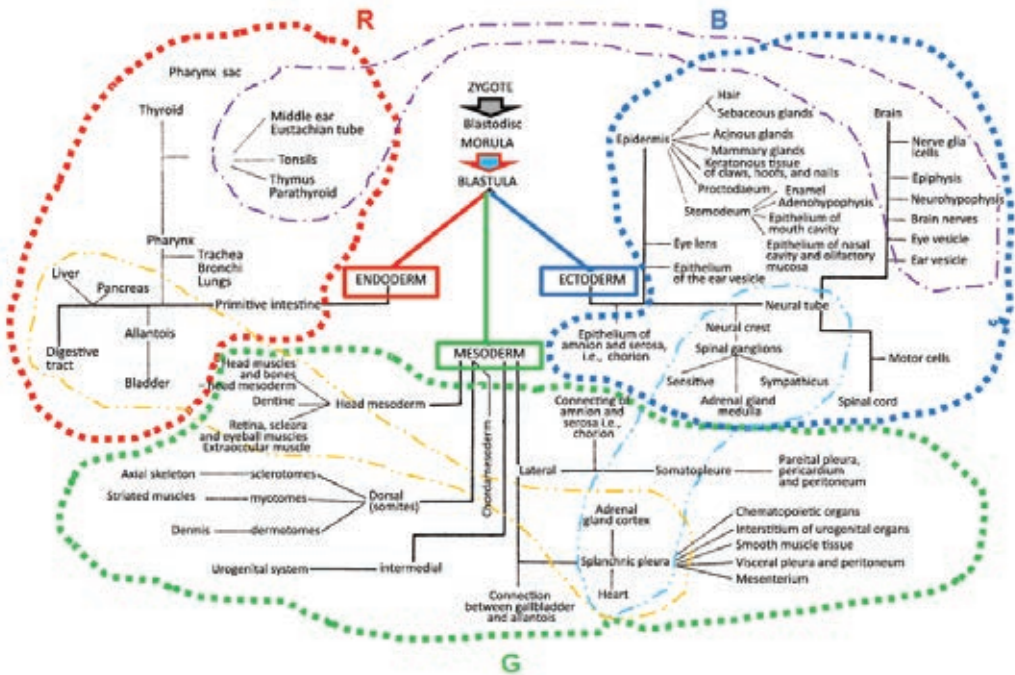 R
B
Pharynx sac
Thyroid
Middle ear
Eustachian tube
Tonsils
Thymus
Parathyroid
Pharynx
Trachea
Bronchi
Lungs
Liver
Pancreas
Primitive intestine
Allantois
Digestive
tract
Bladder
ZYGOTE
Blastodisc
MORULA
BLASTULA
ENDODERM
ECTODERM
MESODERM
Hair
Sebaceous glands
Epidermis
Acinous glands
Mammary glands
Keratonous tissue
of claws, hoofs, and nails
Proctodaeum
Stomodeum
Enamel
Adenohypophysis
Epithelium of
mouth cavity
Epithelium of nasal
cavity and olfactory
mucosa
Eye lens
Epithelium
of the ear vesicle
Brain
Nerve glia
cells
Epiphysis
Neurohypophysis
Brain nerves
Eye vesicle
Ear vesicle
Neural tube
Epithelium of
amnion and serosa,
i.e., chorion
Neural crest
Spinal ganglions
Sensitive
Sympathicus
Adrenal gland
medulla
Motor cells
Spinal cord
Head muscles
and bones
head mesoderm
Dentine
Head mesoderm
Retina, scleara
and eyeball muscies
Extraoccular muscle
Axial skeleton
sclerotomes
Striated muscles
myotomes
Dorsal
(somites)
Dermis
dermotomes
Chordamesoderm
Urogenital system
intermedial
Connecting of
amnion and
serosa i.e.,
chorion
Lateral
Somatopleure
Pareital pleura,
pericardium
and peritoneum
Adrenal
gland cortex
Splanchnic pleura
Heart
Chematopoietic organs
Interstitium of urogenital organs
Smooth muscle tissue
Visceral pleura and peritoneum
Mesenterium
Connection
between gallbladder
and allantois
G